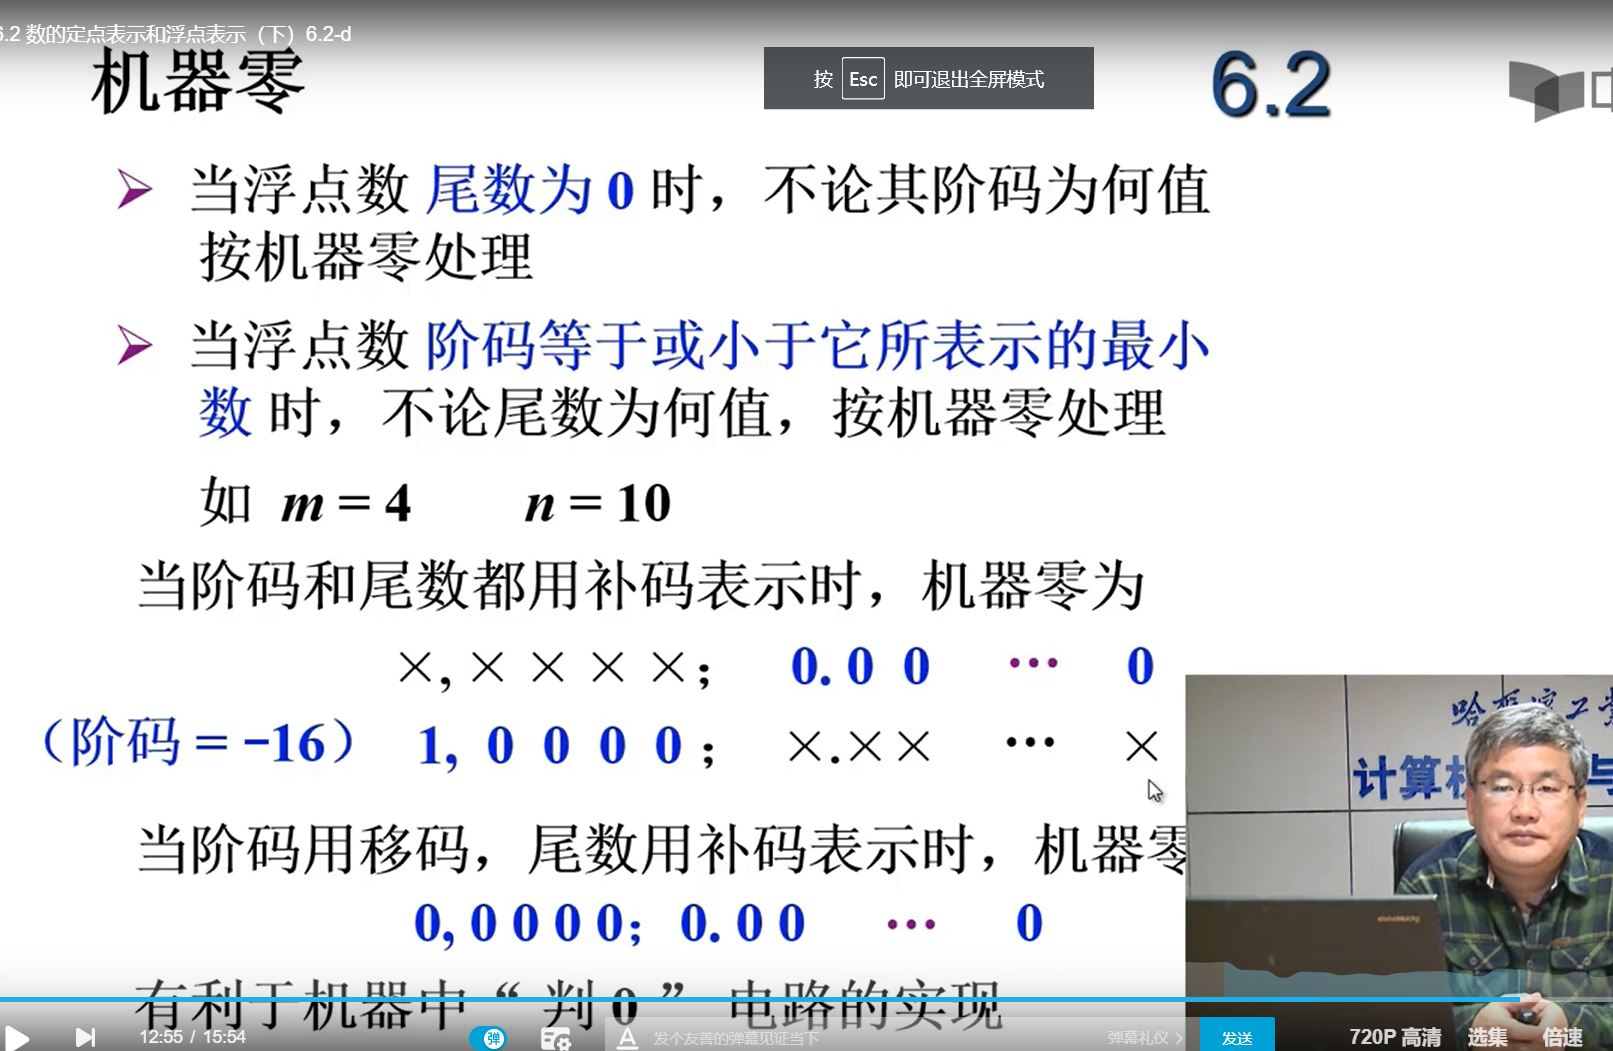 6.2 数的定点表示和浮点表示（下）6.2-d
机器零
按 Esc 即可退出全屏模式
6.2
➢ 当浮点数 尾数为 0 时，不论其阶码为何值
按机器零处理
➢ 当浮点数 阶码等于或小于它所表示的最小
数 时，不论尾数为何值，按机器零处理
如 m = 4 n = 10
当阶码和尾数都用补码表示时，机器零为
×, × × × ×; 0. 0 0 … 0
（阶码 = −16） 1, 0 0 0 0 ; ×. × × … ×
当阶码用移码，尾数用补码表示时，机器零
0, 0 0 0 0; 0. 0 0 … 0
有利于机器中“ 判 0 ” 电路的实现
哈尔滨工业
计算机
与
12:55 / 15:54
弹
A
发个友善的弹幕见证当下
弹幕礼仪 >
发送
720P 高清
选集
倍速